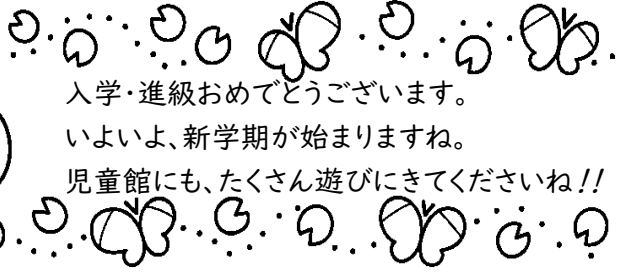 入学・進級おめでとうございます。
いよいよ、新学期が始まりますね。
児童館にも、たくさん遊びにきてくださいね!!